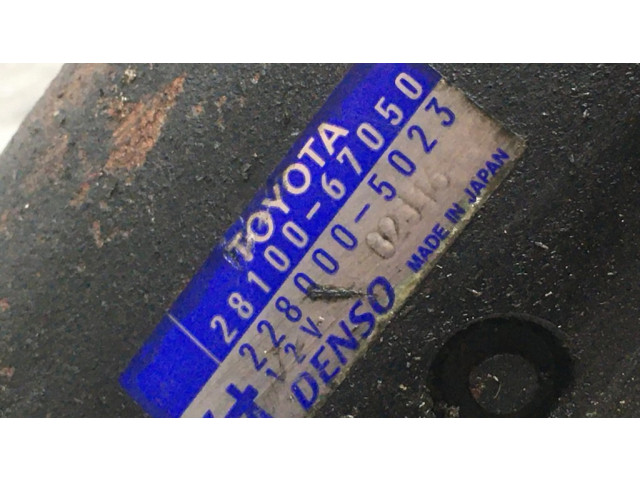 TOYOTA
28100-67050
228000-5023
12V
DENSO
MADE IN JAPAN